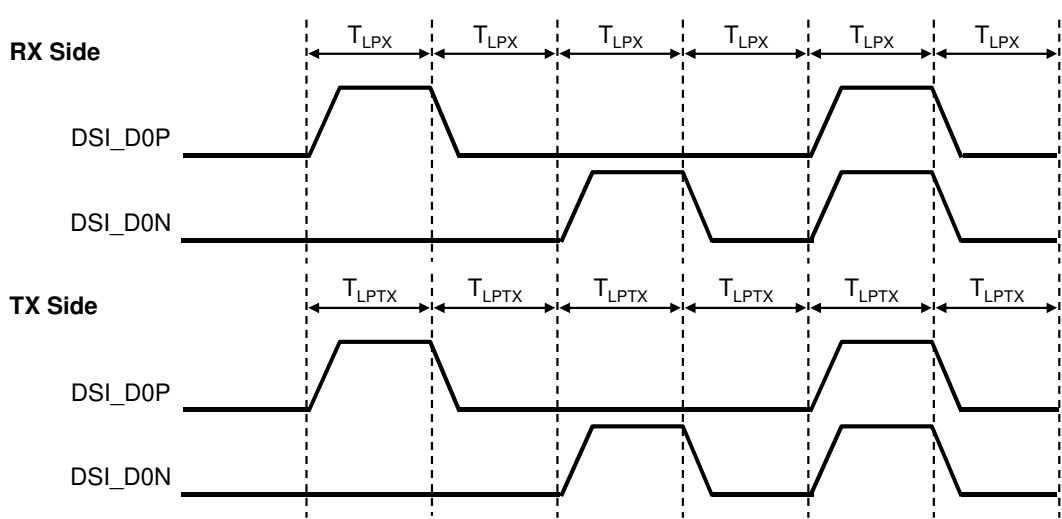 RX Side
T_LPX T_LPX T_LPX T_LPX T_LPX T_LPX
DSI_D0P
DSI_D0N
TX Side
T_LPTX T_LPTX T_LPTX T_LPTX T_LPTX T_LPTX
DSI_D0P
DSI_D0N